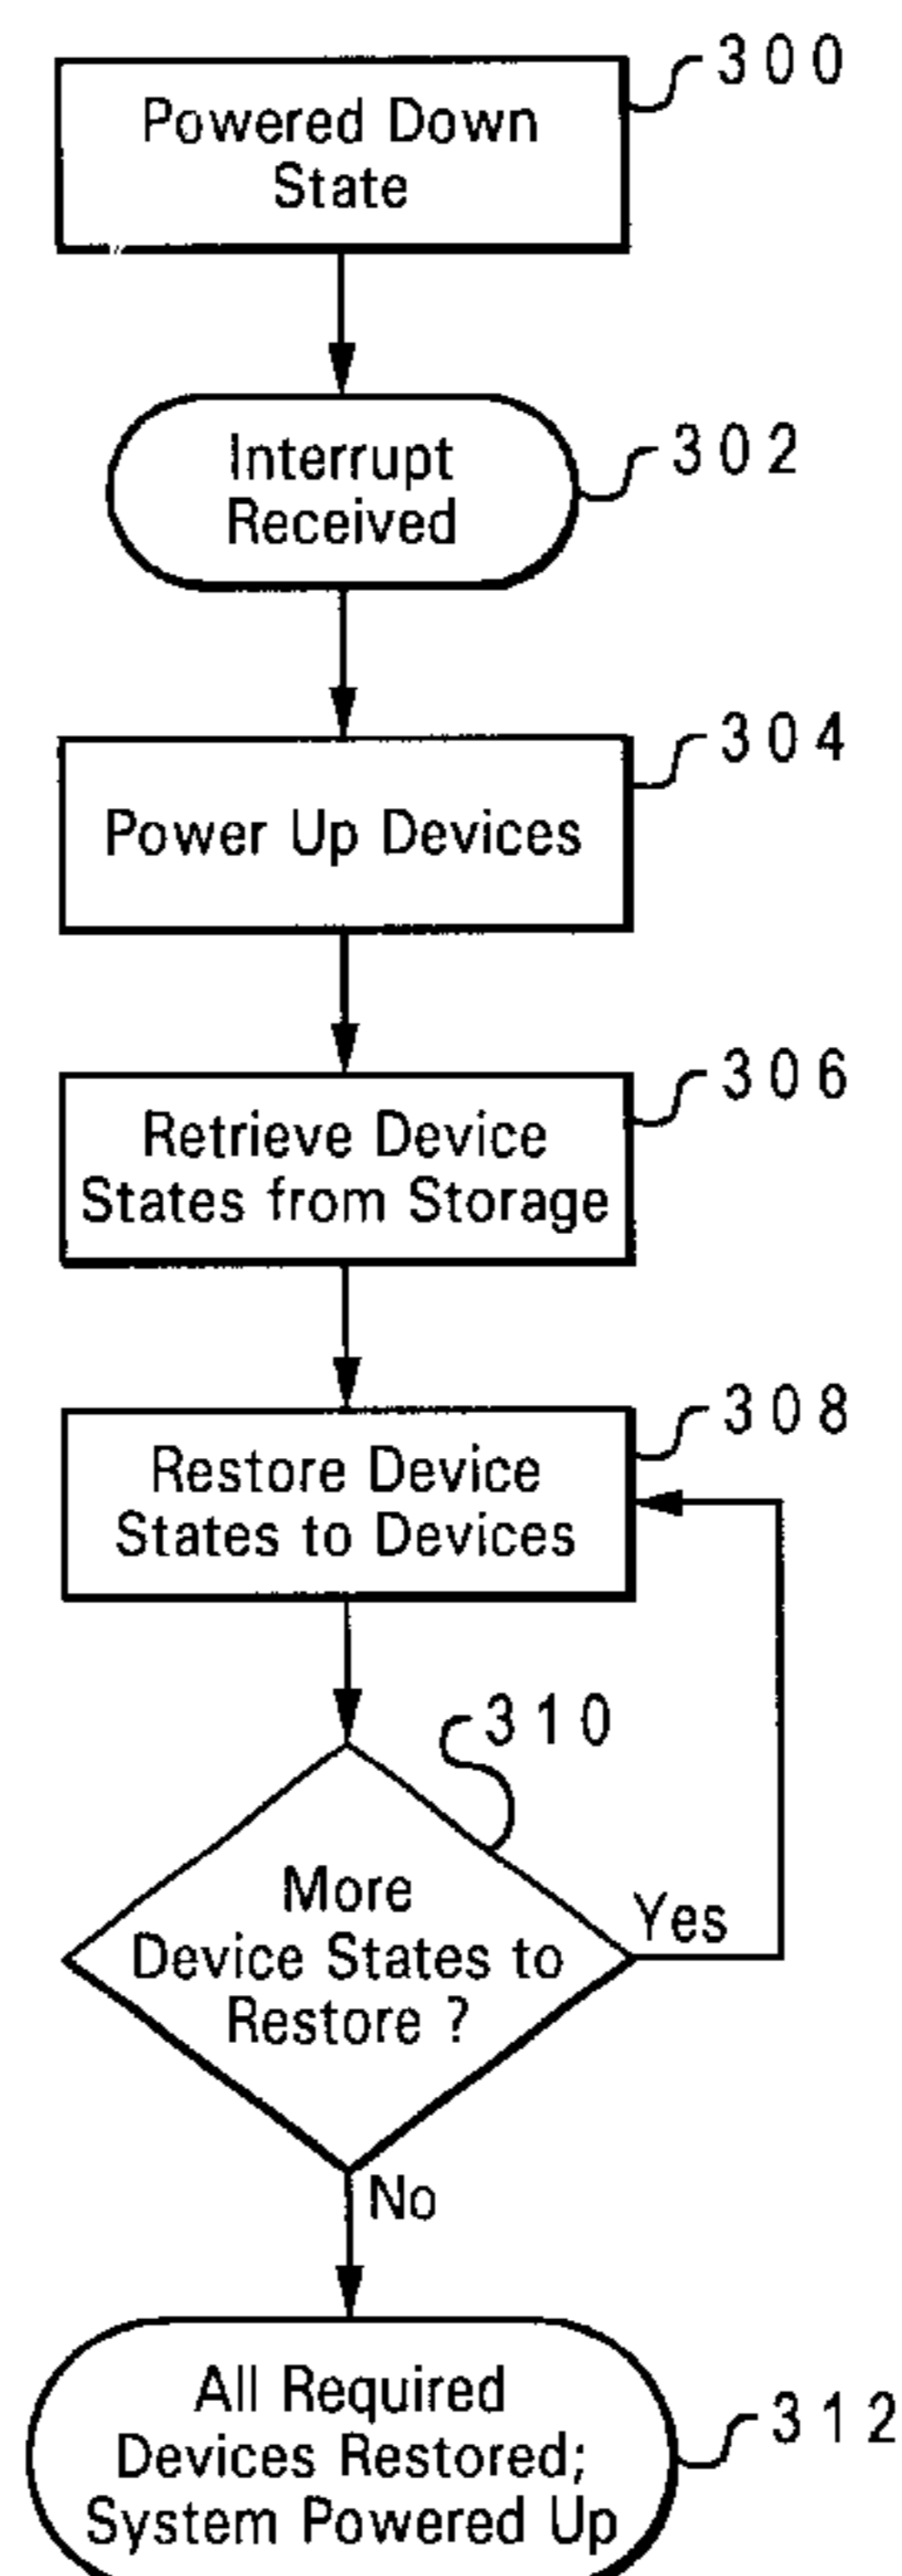 300
Powered Down
State
Interrupt
Received
302
304
Power Up Devices
306
Retrieve Device
States from Storage
308
Restore Device
States to Devices
310
More
Device States to
Restore ?
Yes
No
All Required
Devices Restored;
System Powered Up
312